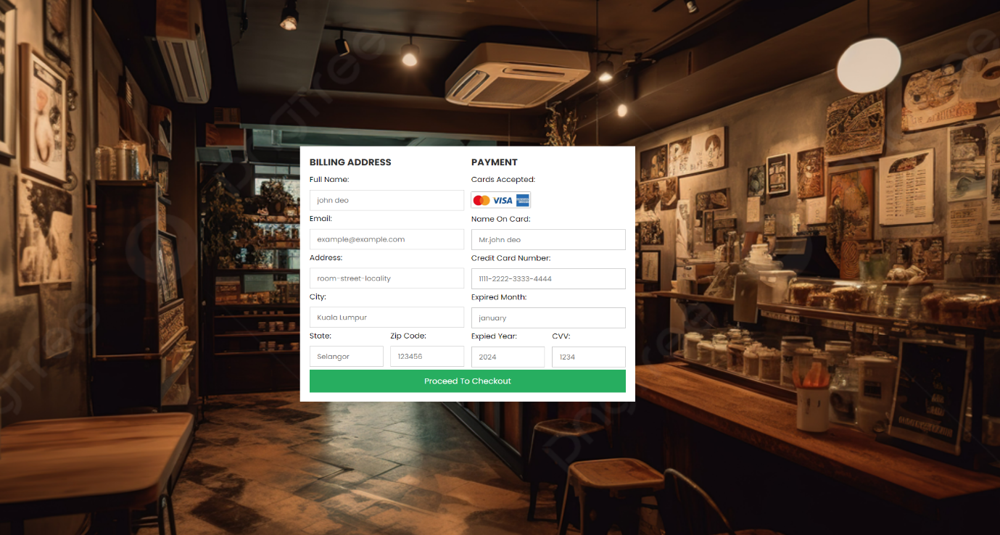 BILLING ADDRESS
Full Name:
john deo
Email:
example@example.com
Address:
room-street-locality
City:
Kuala Lumpur
State:
Zip Code:
Selangor
123456
PAYMENT
Cards Accepted:
VISA
Name On Card:
Mr.john deo
Credit Card Number:
1111-2222-3333-4444
Expired Month:
january
Expied Year:
CVV:
2024
1234
Proceed To Checkout
pngtree